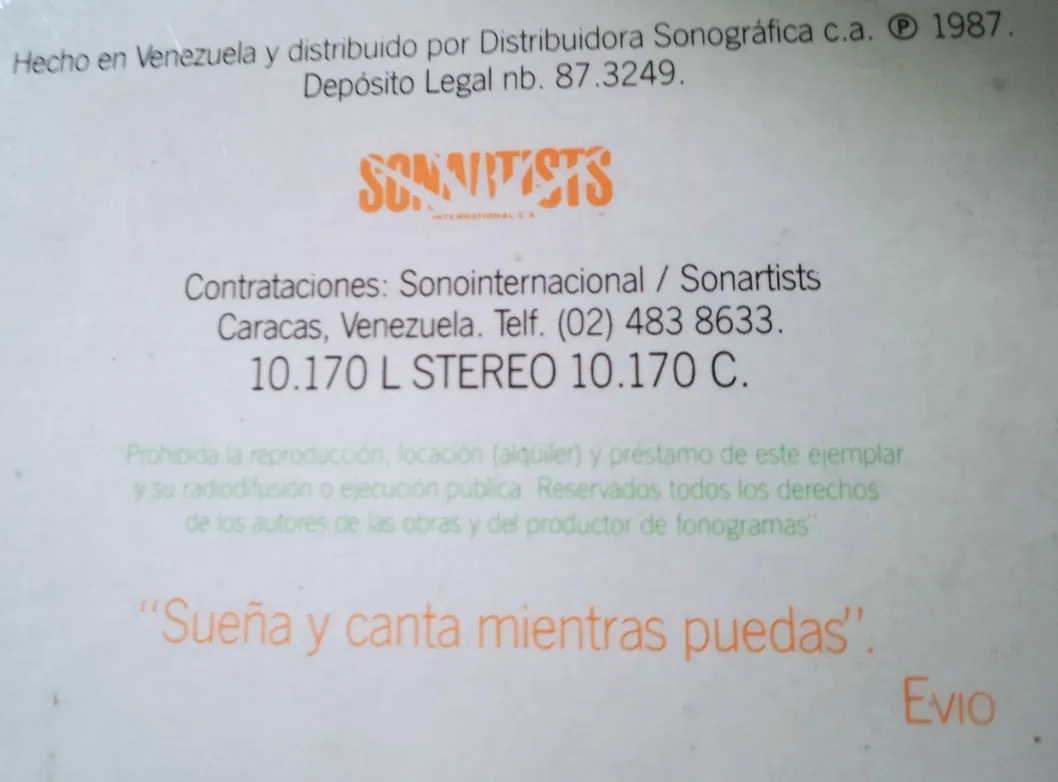 Hecho en Venezuela y distribuido por Distribuidora Sonográfica c.a. ℗ 1987.
Depósito Legal nb. 87.3249.
SONARTISTS
INTERNATIONAL C.A
Contrataciones: Sonointernacional / Sonartists
Caracas, Venezuela. Telf. (02) 483 8633.
10.170 L STEREO 10.170 C.
"Prohibida la reproducción, locación (alquiler) y préstamo de este ejemplar
y su radiodifusión o ejecución pública. Reservados todos los derechos
de los autores de las obras y del productor de fonogramas"
“Sueña y canta mientras puedas”.
EVIO